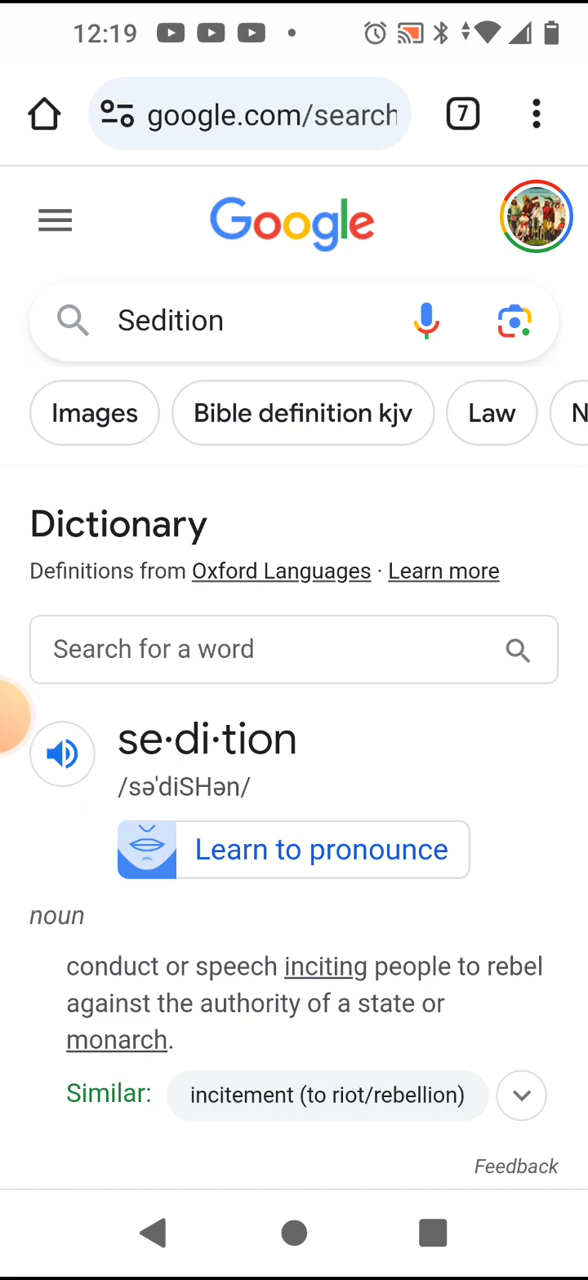 12:19
google.com/search
7
Google
Sedition
Images
Bible definition kjv
Law
N
Dictionary
Definitions from Oxford Languages · Learn more
Search for a word
se·di·tion
/səˈdiSHən/
Learn to pronounce
noun
conduct or speech inciting people to rebel
against the authority of a state or
monarch.
Similar: incitement (to riot/rebellion)
Feedback